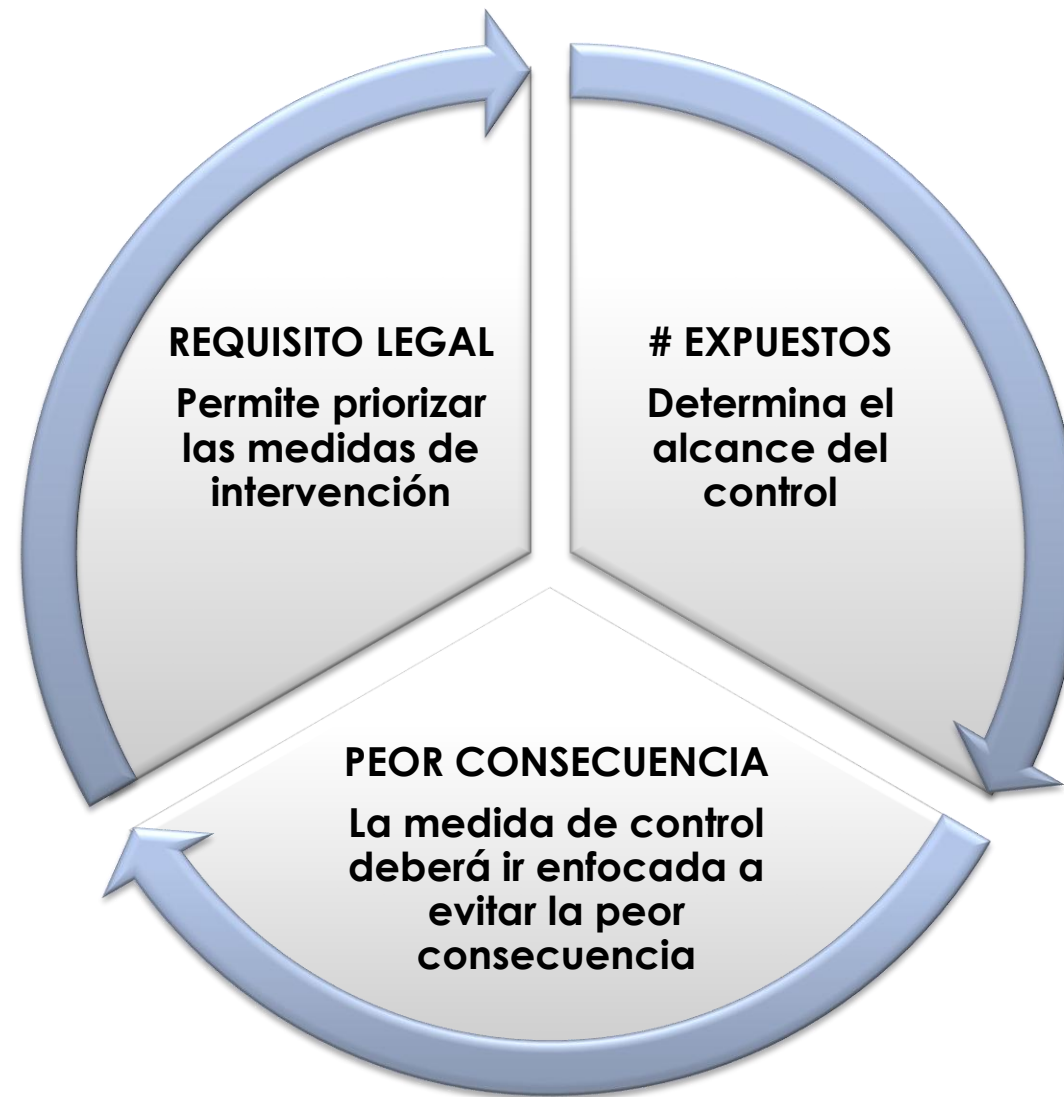 REQUISITO LEGAL
Permite priorizar
las medidas de
intervención
# EXPUESTOS
Determina el
alcance del
control
PEOR CONSECUENCIA
La medida de control
deberá ir enfocada a
evitar la peor
consecuencia